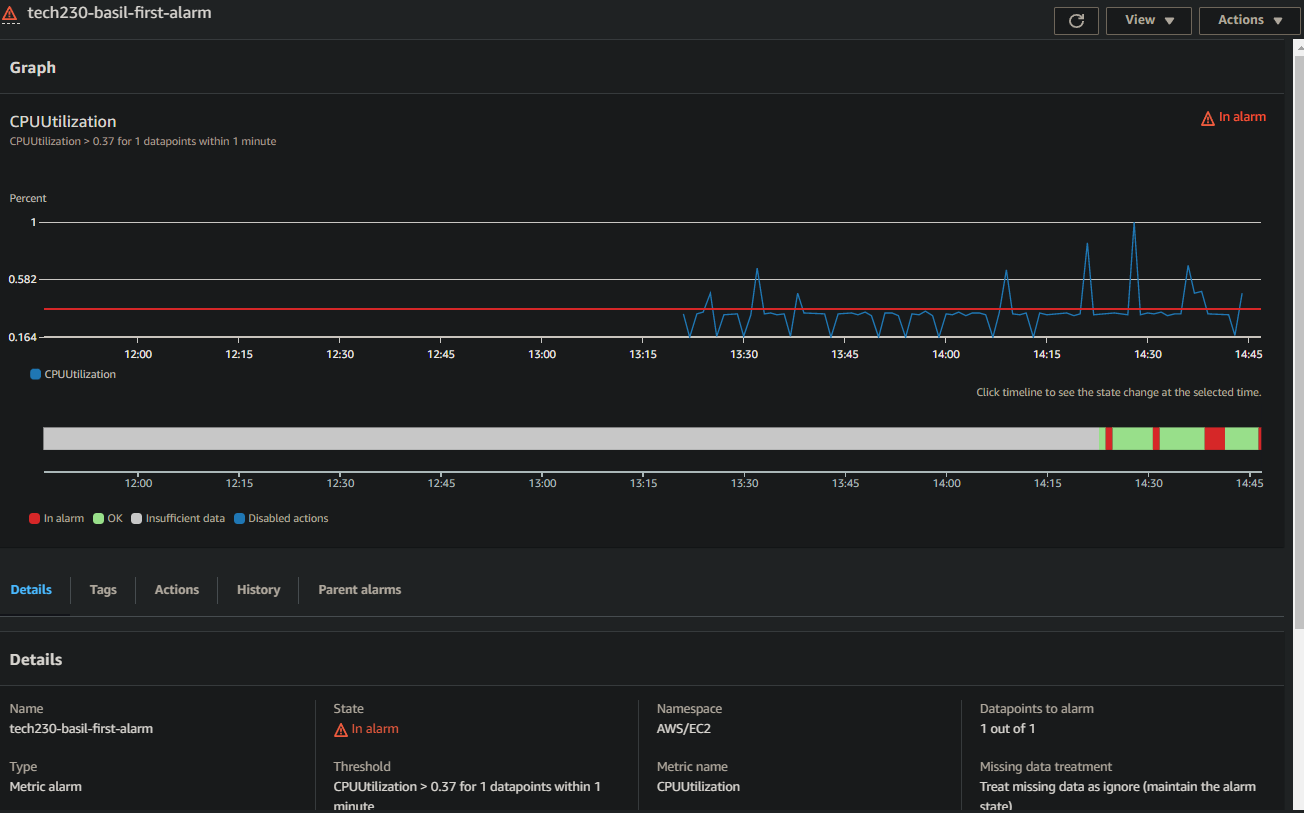 tech230-basil-first-alarm
View
Actions
Graph
CPUUtilization
In alarm
CPUUtilization > 0.37 for 1 datapoints within 1 minute
Percent
1
0.582
0.164
12:00 12:15 12:30 12:45 13:00 13:15 13:30 13:45 14:00 14:15 14:30 14:45
CPUUtilization
Click timeline to see the state change at the selected time.
12:00 12:15 12:30 12:45 13:00 13:15 13:30 13:45 14:00 14:15 14:30 14:45
In alarm OK Insufficient data Disabled actions
Details Tags Actions History Parent alarms
Details
Name
tech230-basil-first-alarm
Type
Metric alarm
State
In alarm
Threshold
CPUUtilization > 0.37 for 1 datapoints within 1
minute
Namespace
AWS/EC2
Metric name
CPUUtilization
Datapoints to alarm
1 out of 1
Missing data treatment
Treat missing data as ignore (maintain the alarm
state)